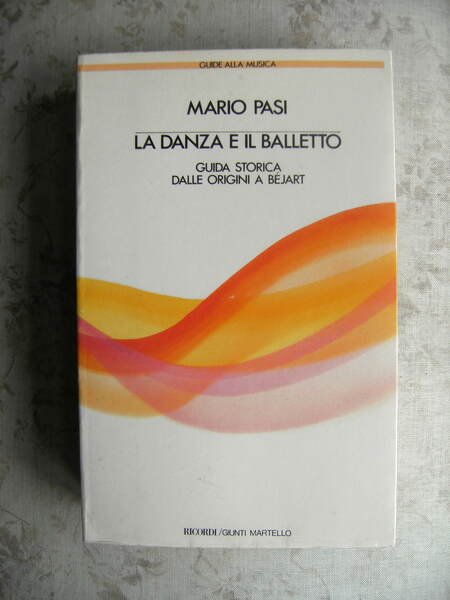 GUIDE ALLA MUSICA
MARIO PASI
LA DANZA E IL BALLETTO
GUIDA STORICA
DALLE ORIGINI A BÉJART
RICORDI/GIUNTI MARTELLO